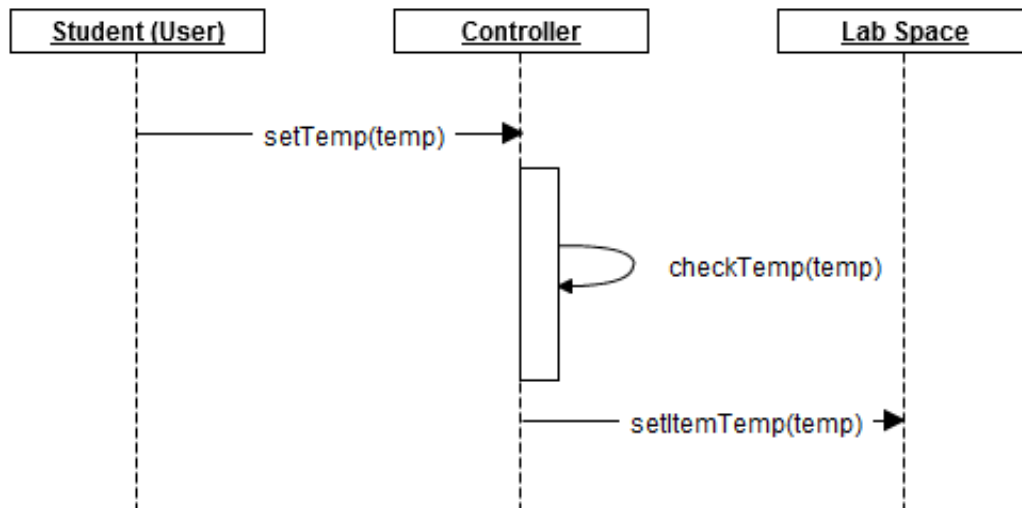 Student (User)
Controller
Lab Space
setTemp(temp)
checkTemp(temp)
setItemTemp(temp)